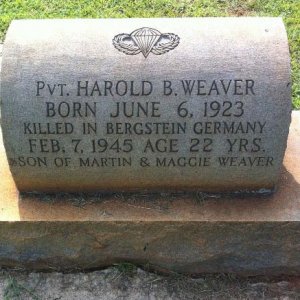 PVT. HAROLD B. WEAVER
BORN JUNE 6, 1923
KILLED IN BERGSTEIN GERMANY
FEB. 7, 1945 AGE 22 YRS.
SON OF MARTIN & MAGGIE WEAVER